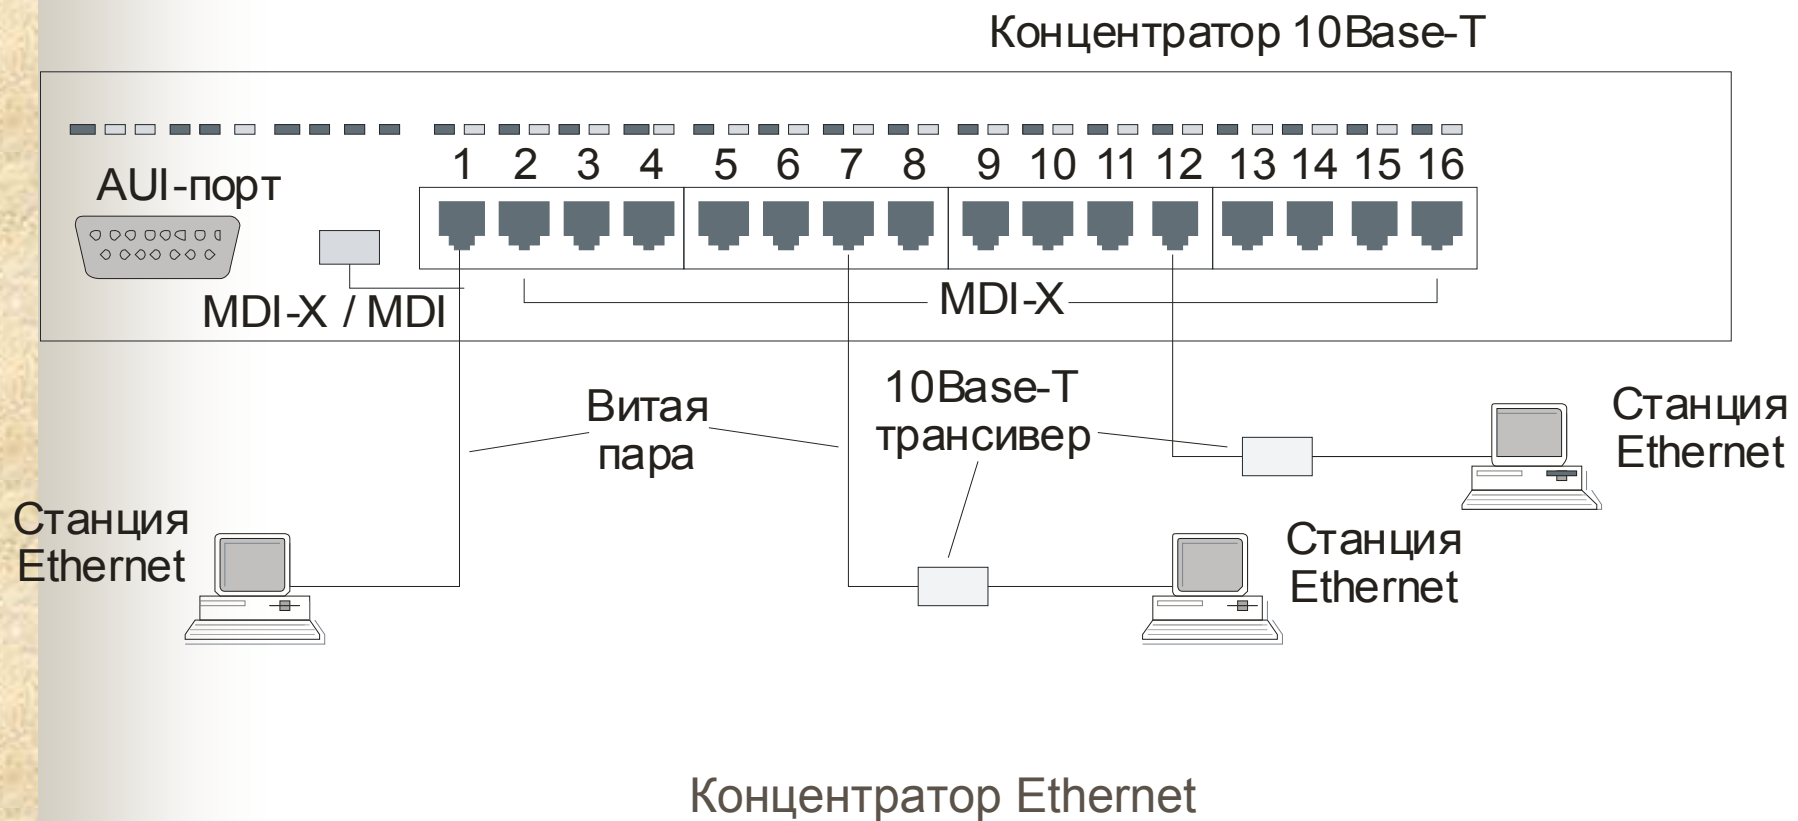 Концентратор 10Base-T
1 2 3 4 5 6 7 8 9 10 11 12 13 14 15 16
AUI-порт
MDI-X / MDI
MDI-X
Витая
пара
10Base-T
трансивер
Станция
Ethernet
Станция
Ethernet
Станция
Ethernet
Концентратор Ethernet